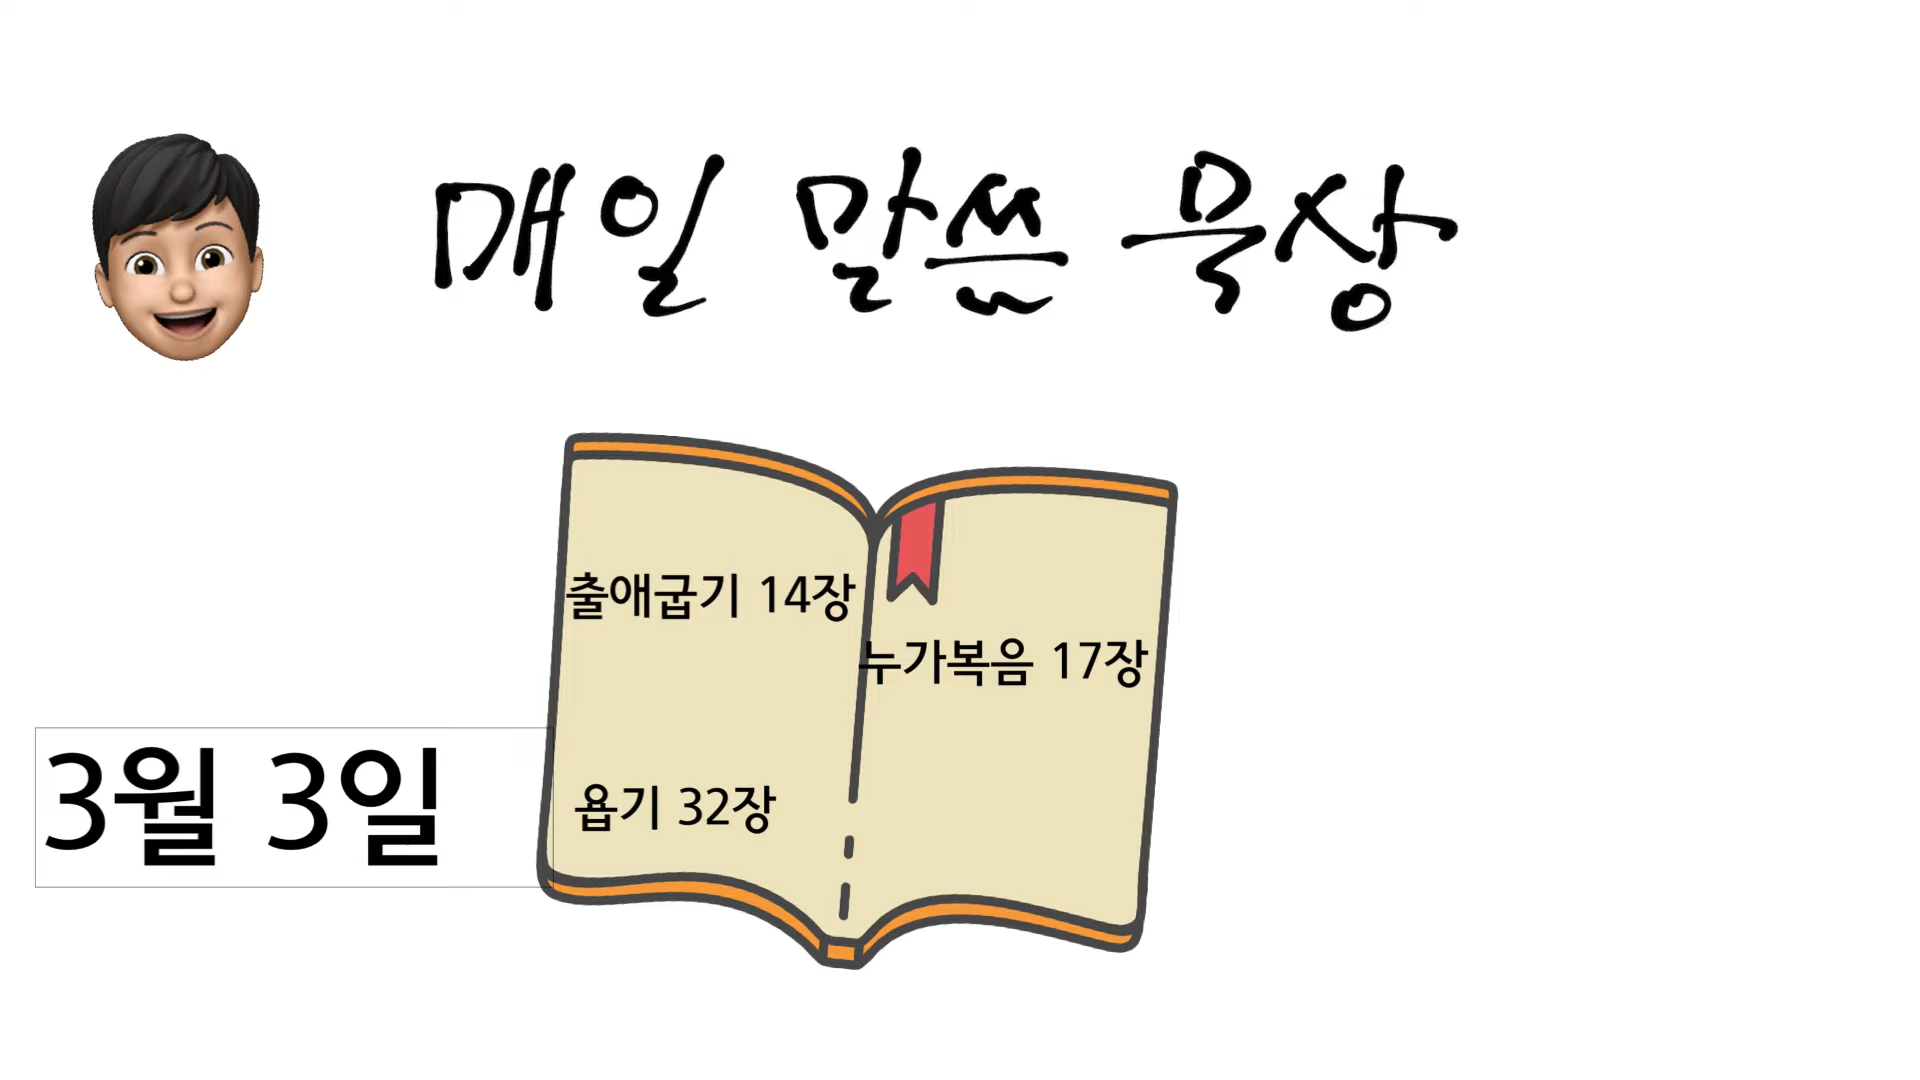 매일 말씀 묵상
출애굽기 14장
누가복음 17장
3월 3일
욥기 32장